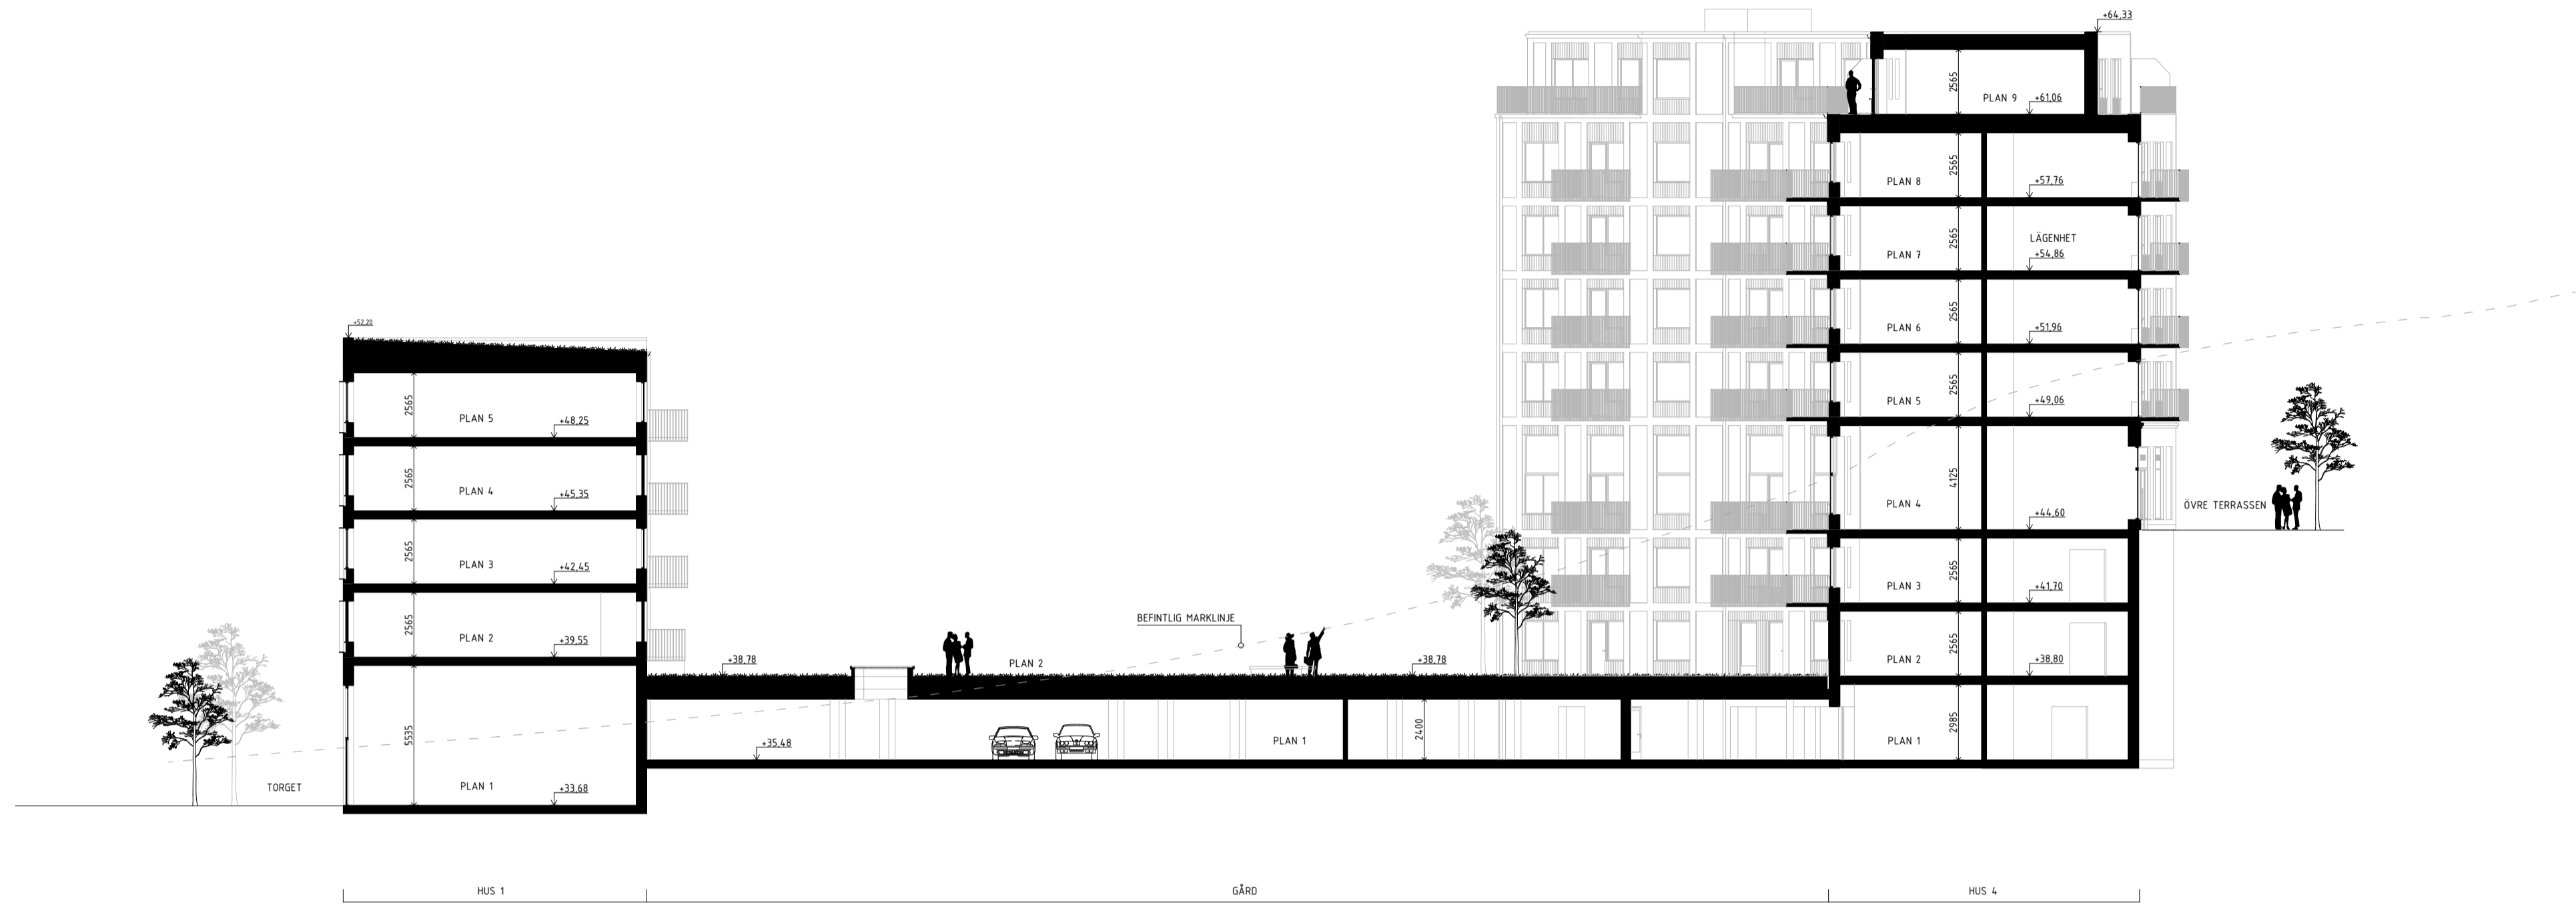 +64,33
2565
PLAN 9
+61,06
2565
PLAN 8
+57,76
2565
PLAN 7
LÄGENHET
+54,86
2565
PLAN 6
+51,96
2565
PLAN 5
+49,06
4125
PLAN 4
+44,60
ÖVRE TERRASSEN
2565
PLAN 3
+41,70
2565
PLAN 2
+38,80
2985
PLAN 1
+52,20
2565
PLAN 5
+48,25
2565
PLAN 4
+45,35
2565
PLAN 3
+42,45
2565
PLAN 2
+39,55
5535
PLAN 1
+33,68
TORGET
BEFINTLIG MARKLINJE
+38,78
PLAN 2
+38,78
+35,48
PLAN 1
2400
HUS 1
GÅRD
HUS 4